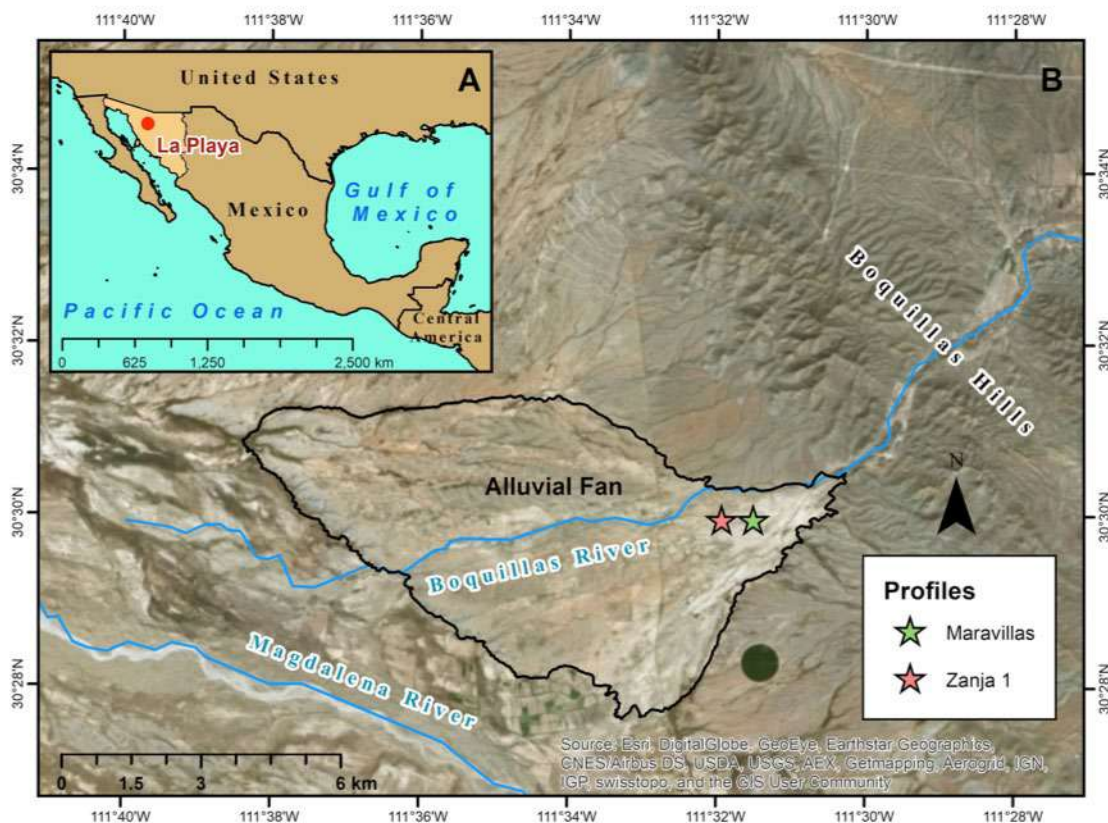 111°40'W
111°38'W
111°36'W
111°34'W
111°32'W
111°30'W
111°28'W
A
United States
La Playa
Mexico
Gulf of
Mexico
Pacific Ocean
Central
America
0
625
1,250
2,500 km
B
30°34'N
30°34'N
30°32'N
30°32'N
30°30'N
30°30'N
30°28'N
30°28'N
Boquillas Hills
Alluvial Fan
Boquillas River
Magdalena River
N
Profiles
Maravillas
Zanja 1
0
1.5
3
6 km
Source: Esri, DigitalGlobe, GeoEye, Earthstar Geographics,
CNES/Airbus DS, USDA, USGS, AEX, Getmapping, Aerogrid, IGN,
IGP, swisstopo, and the GIS User Community
111°40'W
111°38'W
111°36'W
111°34'W
111°32'W
111°30'W
111°28'W